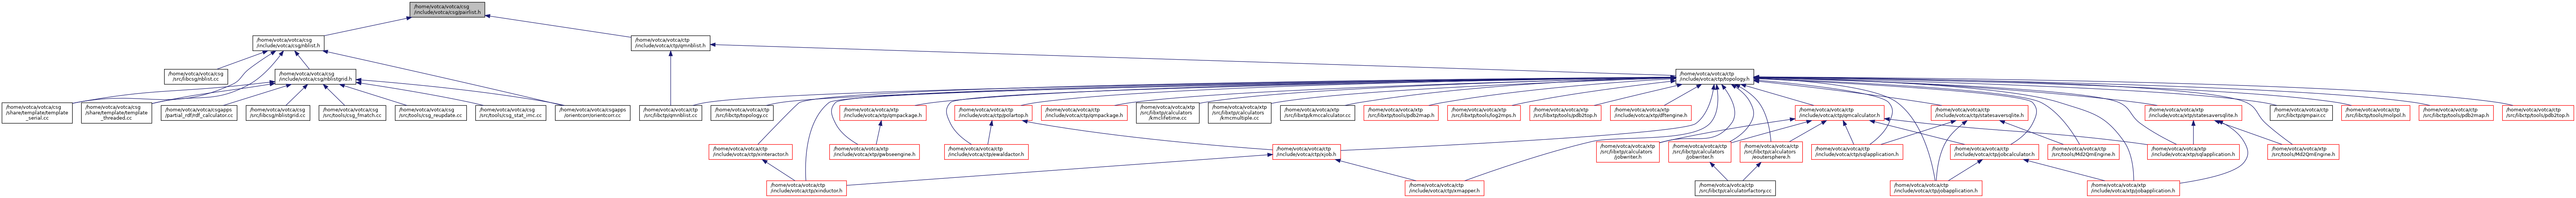 /home/votca/votca/csg
/include/votca/csg/pairlist.h
/home/votca/votca/csg
/include/votca/csg/nblist.h
/home/votca/votca/ctp
/include/votca/ctp/qmnblist.h
/home/votca/votca/csg
/src/libcsg/nblist.cc
/home/votca/votca/csg
/include/votca/csg/nblistgrid.h
/home/votca/votca/ctp
/include/votca/ctp/topology.h
/home/votca/votca/csg
/share/template/template
_serial.cc
/home/votca/votca/csg
/share/template/template
_threaded.cc
/home/votca/votca/csgapps
/partial_rdf/rdf_calculator.cc
/home/votca/votca/csg
/src/libcsg/nblistgrid.cc
/home/votca/votca/csg
/src/tools/csg_fmatch.cc
/home/votca/votca/csg
/src/tools/csg_reupdate.cc
/home/votca/votca/csg
/src/tools/csg_stat_imc.cc
/home/votca/votca/csgapps
/orientcorr/orientcorr.cc
/home/votca/votca/ctp
/src/libctp/qmnblist.cc
/home/votca/votca/ctp
/src/libctp/topology.cc
/home/votca/votca/xtp
/include/votca/xtp/qmpackage.h
/home/votca/votca/ctp
/include/votca/ctp/polartop.h
/home/votca/votca/ctp
/include/votca/ctp/qmpackage.h
/home/votca/votca/xtp
/src/libxtp/calculators
/kmclifetime.cc
/home/votca/votca/xtp
/src/libxtp/calculators
/kmcmultiple.cc
/home/votca/votca/xtp
/src/libxtp/kmccalculator.cc
/home/votca/votca/xtp
/src/libxtp/tools/pdb2map.h
/home/votca/votca/xtp
/src/libxtp/tools/log2mps.h
/home/votca/votca/xtp
/src/libxtp/tools/pdb2top.h
/home/votca/votca/xtp
/include/votca/xtp/dftengine.h
/home/votca/votca/ctp
/include/votca/ctp/qmcalculator.h
/home/votca/votca/ctp
/include/votca/ctp/statesaversqlite.h
/home/votca/votca/xtp
/include/votca/xtp/statesaversqlite.h
/home/votca/votca/ctp
/src/libctp/qmpair.cc
/home/votca/votca/ctp
/src/libctp/tools/molpol.h
/home/votca/votca/ctp
/src/libctp/tools/pdb2map.h
/home/votca/votca/ctp
/src/libctp/tools/pdb2top.h
/home/votca/votca/ctp
/include/votca/ctp/xinteractor.h
/home/votca/votca/xtp
/include/votca/xtp/gwbseengine.h
/home/votca/votca/ctp
/include/votca/ctp/ewaldactor.h
/home/votca/votca/ctp
/include/votca/ctp/xjob.h
/home/votca/votca/xtp
/src/libxtp/calculators
/jobwriter.h
/home/votca/votca/ctp
/src/libctp/calculators
/jobwriter.h
/home/votca/votca/ctp
/src/libctp/calculators
/eoutersphere.h
/home/votca/votca/ctp
/include/votca/ctp/sqlapplication.h
/home/votca/votca/ctp
/include/votca/ctp/jobcalculator.h
/home/votca/votca/ctp
/src/tools/Md2QmEngine.h
/home/votca/votca/xtp
/include/votca/xtp/sqlapplication.h
/home/votca/votca/xtp
/src/tools/Md2QmEngine.h
/home/votca/votca/ctp
/include/votca/ctp/xinductor.h
/home/votca/votca/ctp
/include/votca/ctp/xmapper.h
/home/votca/votca/ctp
/src/libctp/calculatorfactory.cc
/home/votca/votca/ctp
/include/votca/ctp/jobapplication.h
/home/votca/votca/xtp
/include/votca/xtp/jobapplication.h